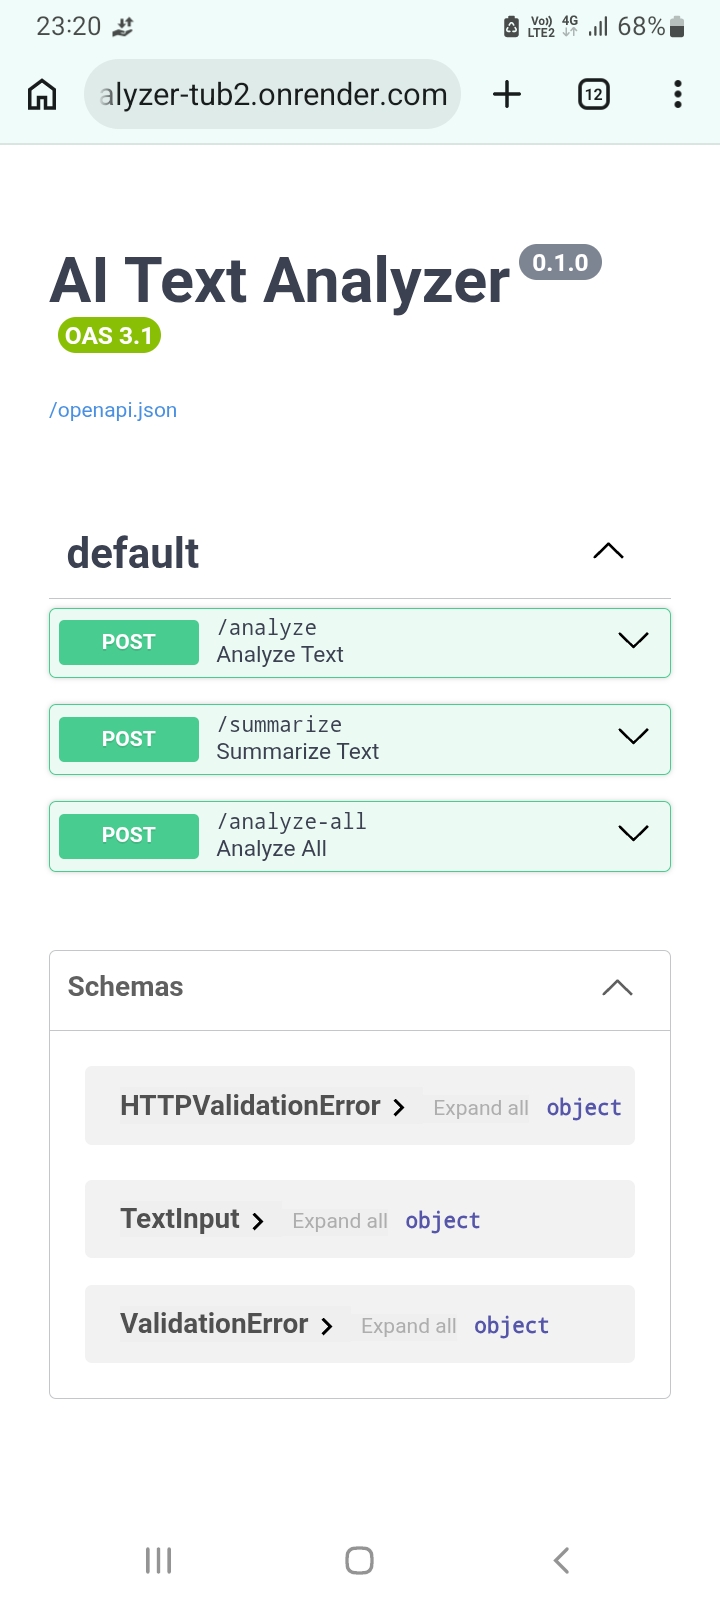 23:20 Vo)) LTE2 4G 68%
alyzer-tub2.onrender.com 12
AI Text Analyzer 0.1.0
OAS 3.1
/openapi.json
default
POST /analyze
Analyze Text
POST /summarize
Summarize Text
POST /analyze-all
Analyze All
Schemas
HTTPValidationError Expand all object
TextInput Expand all object
ValidationError Expand all object